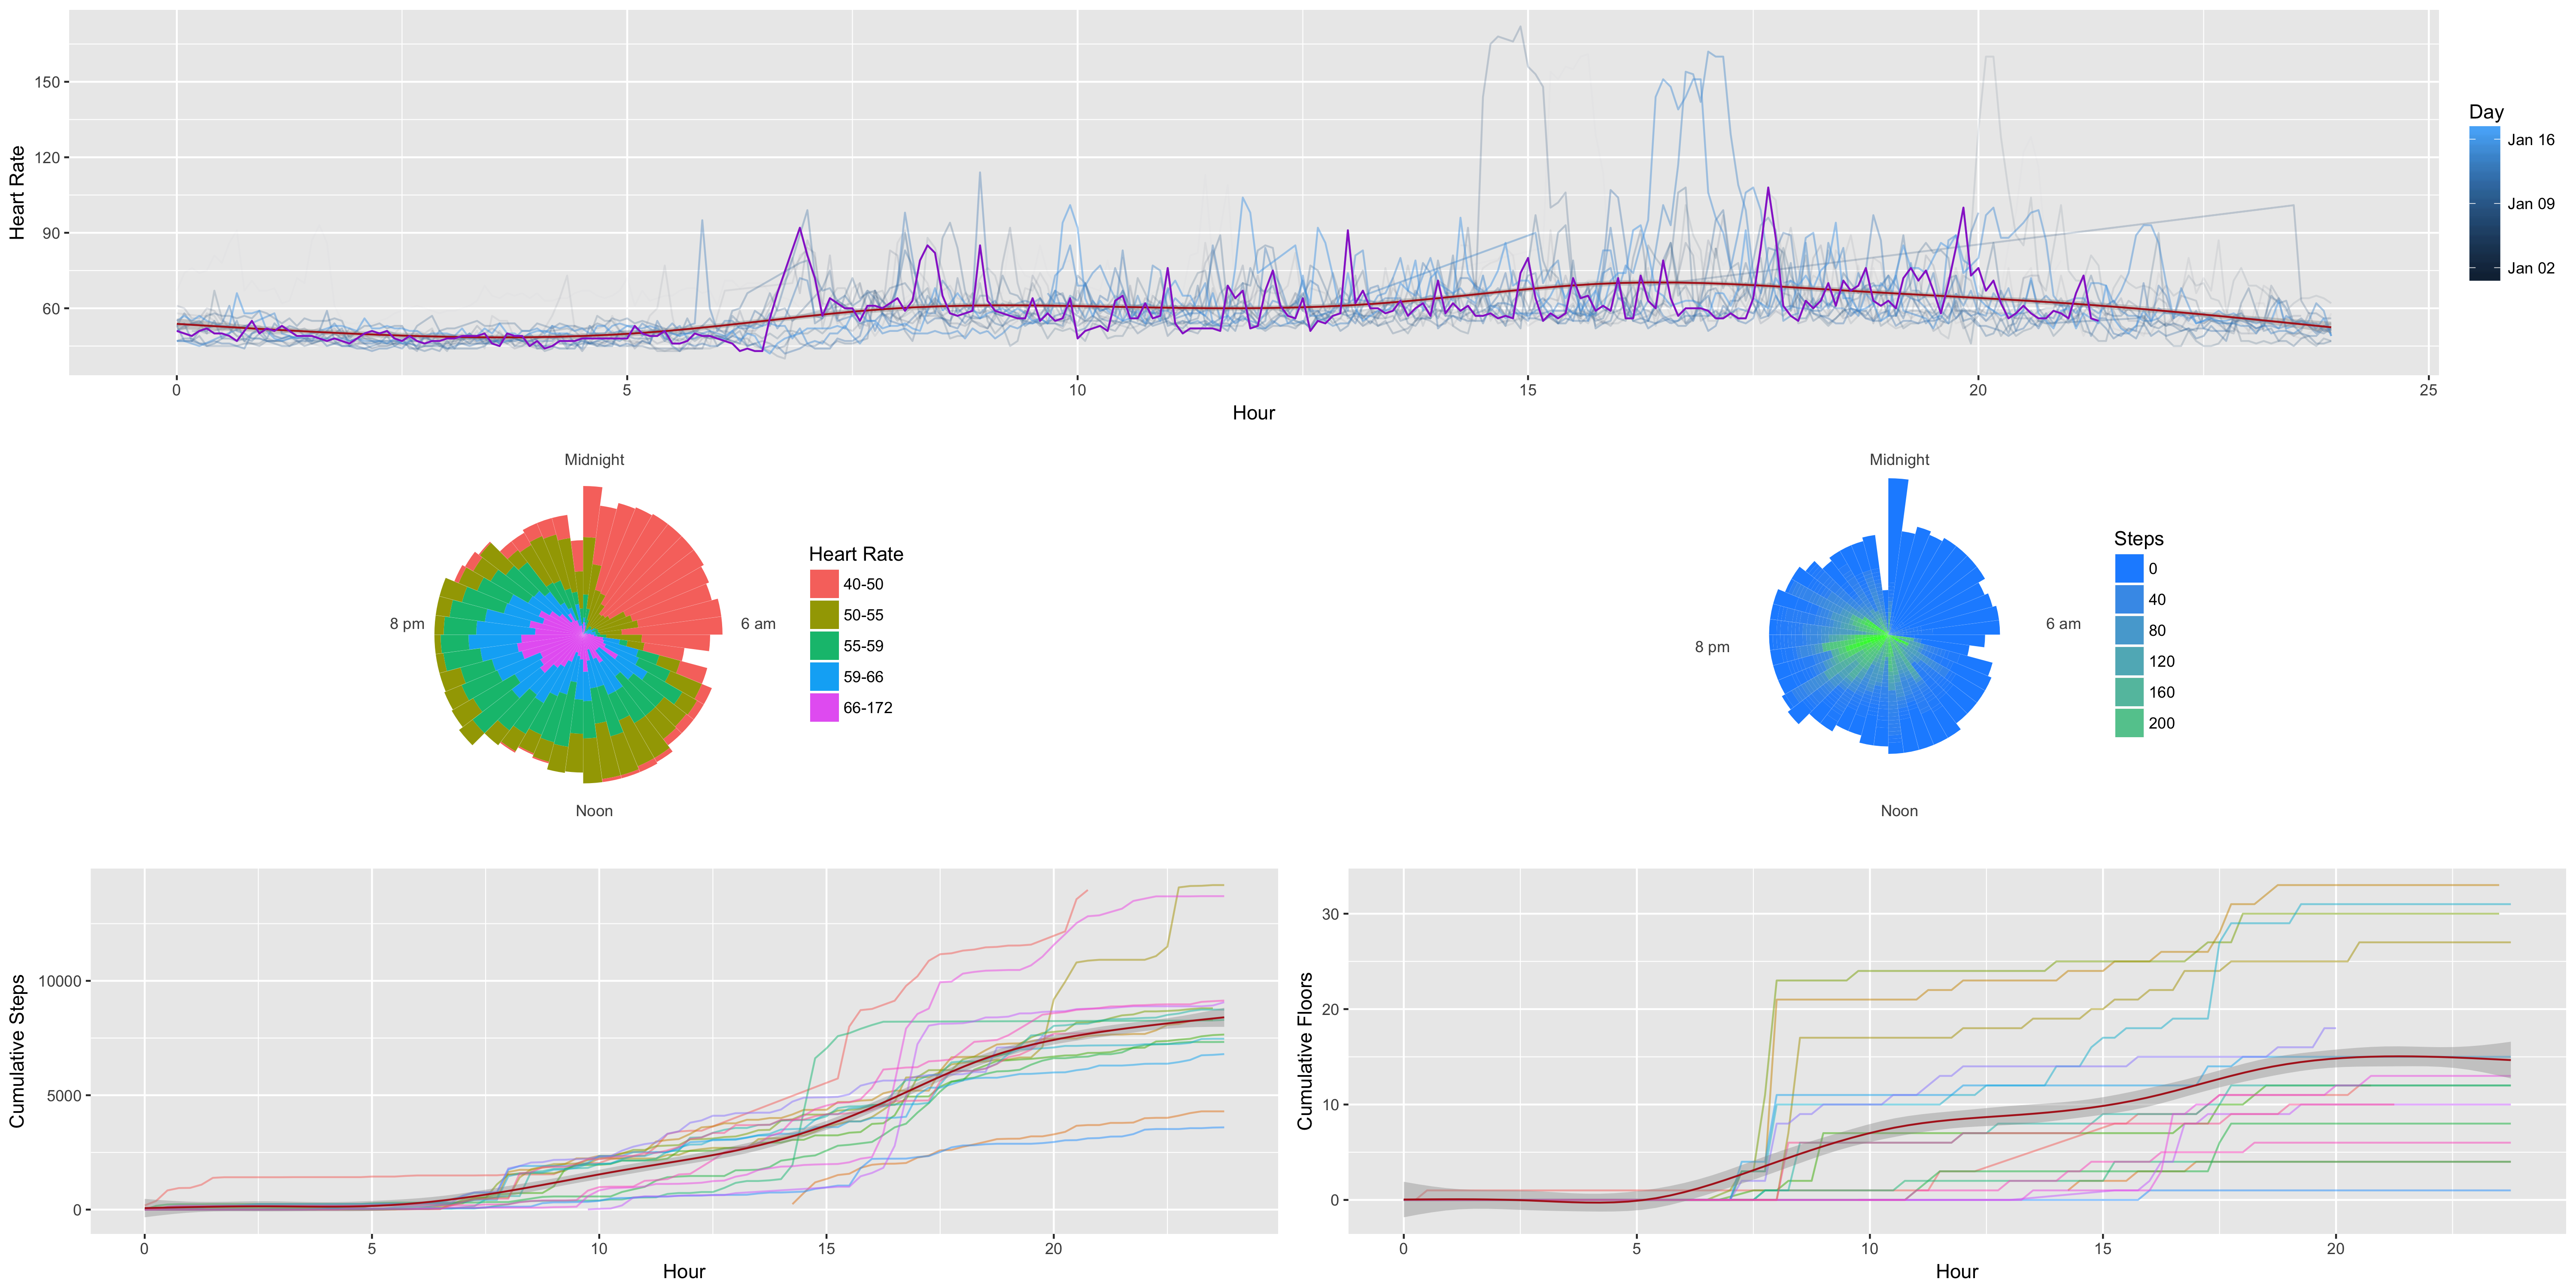 Heart Rate
150
120
90
60
0
5
10
15
20
25
Hour
Day
Jan 16
Jan 09
Jan 02
Midnight
8 pm
6 am
Noon
Heart Rate
40-50
50-55
55-59
59-66
66-172
Midnight
8 pm
6 am
Noon
Steps
0
40
80
120
160
200
Cumulative Steps
10000
5000
0
0
5
10
15
20
Hour
Cumulative Floors
30
20
10
0
0
5
10
15
20
Hour